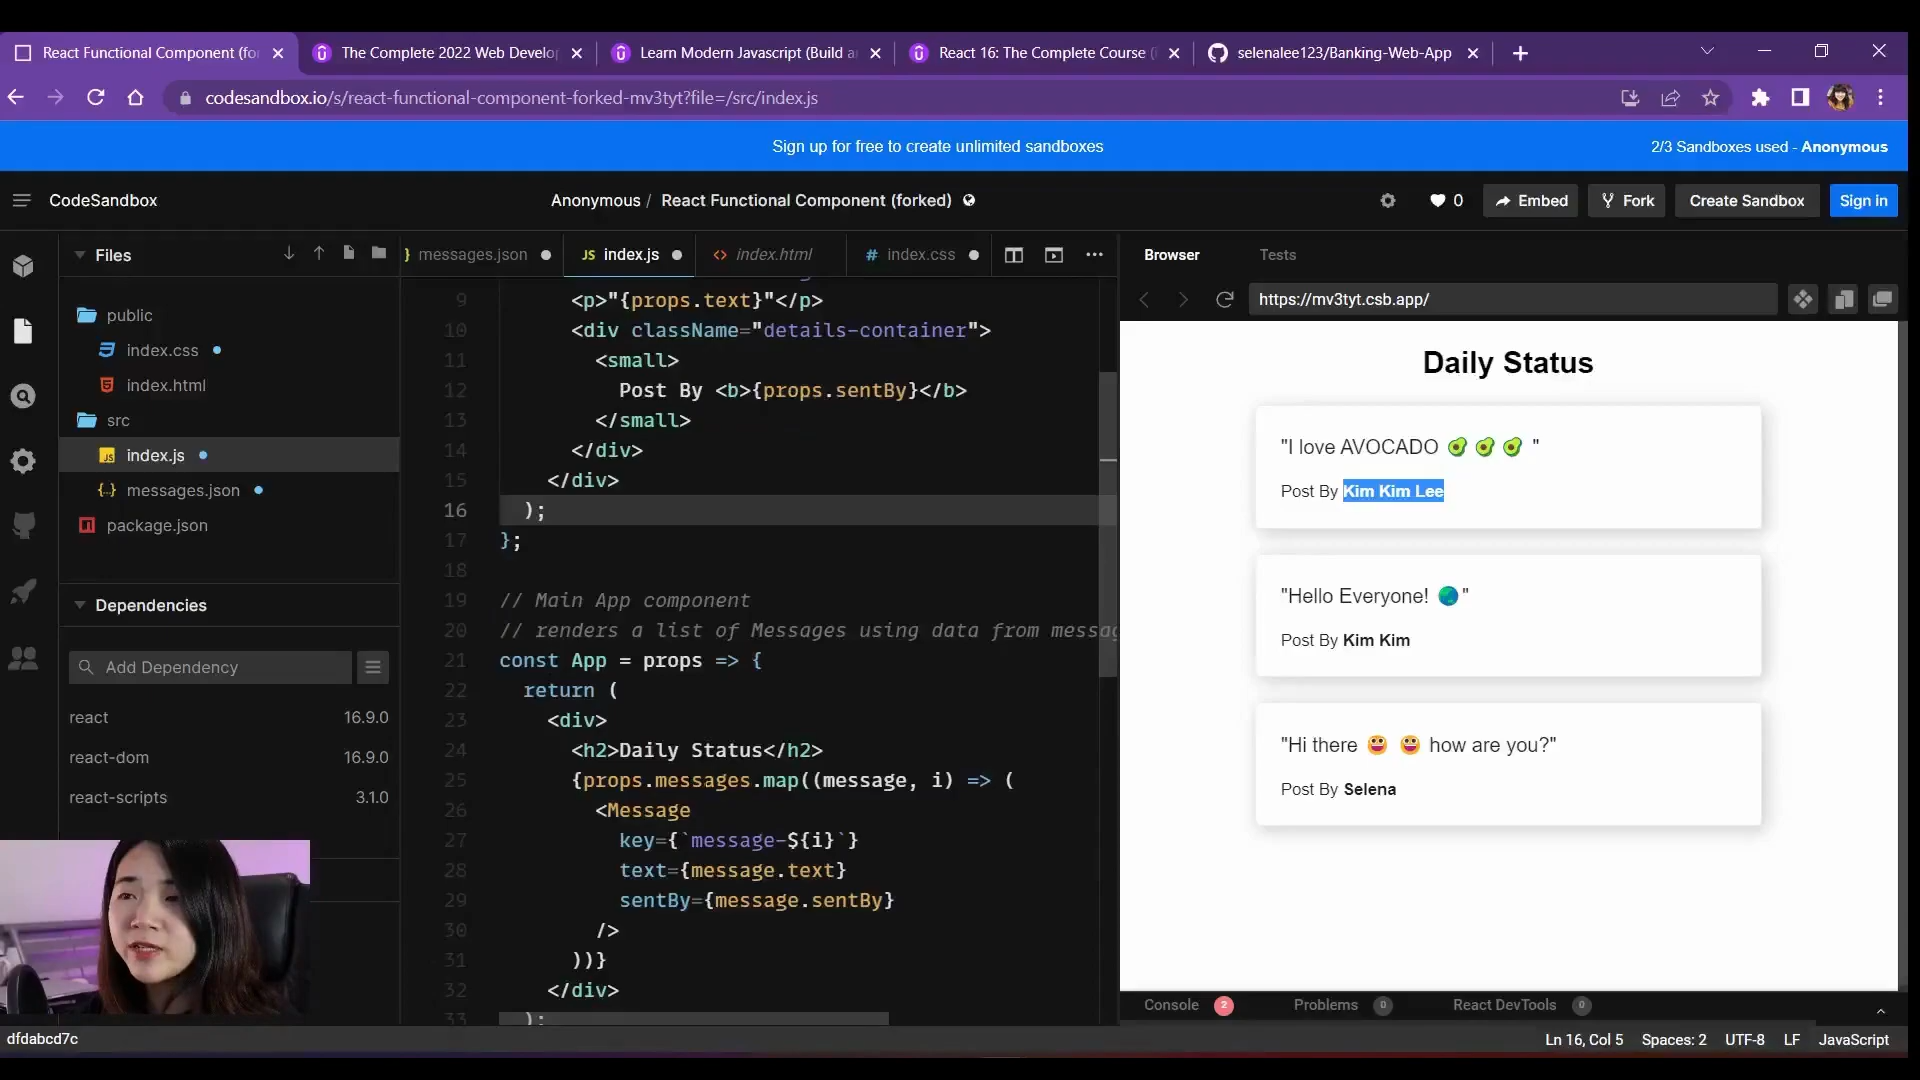 React Functional Component (fo
The Complete 2022 Web Develo
Learn Modern Javascript (Build a
React 16: The Complete Course (
selenalee123/Banking-Web-App
codesandbox.io/s/react-functional-component-forked-mv3tyt?file=/src/index.js
Sign up for free to create unlimited sandboxes
2/3 Sandboxes used - Anonymous
CodeSandbox
Anonymous / React Functional Component (forked)
0
Embed
Fork
Create Sandbox
Sign in
Files
public
index.css
index.html
src
index.js
messages.json
package.json
Dependencies
Add Dependency
react 16.9.0
react-dom 16.9.0
react-scripts 3.1.0
} messages.json
JS index.js
<> index.html
# index.css
9 <p>"{props.text}"</p>
10 <div className="details-container">
11 <small>
12 Post By <b>{props.sentBy}</b>
13 </small>
14 </div>
15 </div>
16 );
17 };
18
19 // Main App component
20 // renders a list of Messages using data from messag
21 const App = props => {
22 return (
23 <div>
24 <h2>Daily Status</h2>
25 {props.messages.map((message, i) => (
26 <Message
27 key={`message-${i}`}
28 text={message.text}
29 sentBy={message.sentBy}
30 />
31 ))}
32 </div>
33 );
Browser
Tests
https://mv3tyt.csb.app/
Daily Status
"I love AVOCADO 🥑 🥑 🥑 "
Post By Kim Kim Lee
"Hello Everyone! 🌏"
Post By Kim Kim
"Hi there 😀 😀 how are you?"
Post By Selena
Console 2
Problems 0
React DevTools 0
dfdabcd7c
Ln 16, Col 5
Spaces: 2
UTF-8
LF
JavaScript